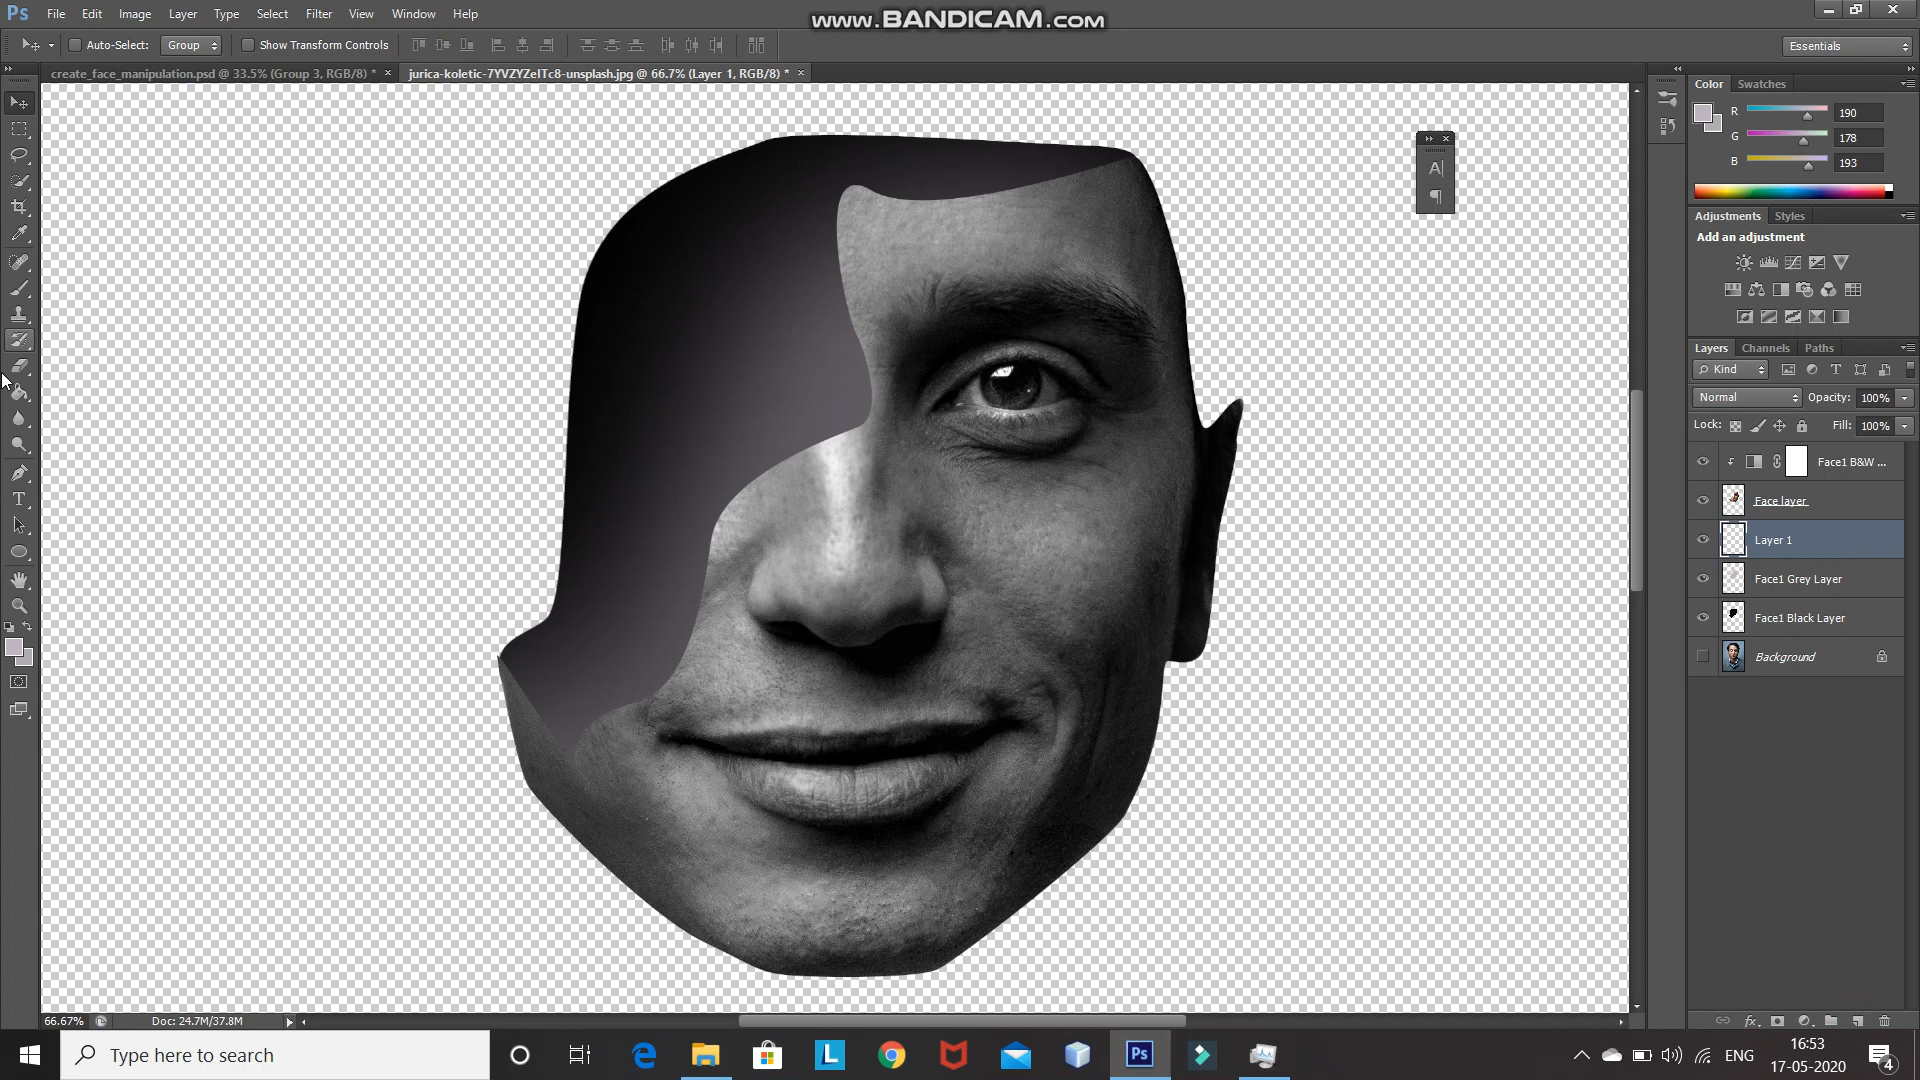 Ps File Edit Image Layer Type Select Filter View Window Help
www.BANDICAM.com
Auto-Select: Group Show Transform Controls
Essentials
create_face_manipulation.psd @ 33.5% (Group 3, RGB/8) *
jurica-koletic-7YVZYZeITc8-unsplash.jpg @ 66.7% (Layer 1, RGB/8) *
Color Swatches
R 190
G 178
B 193
Adjustments Styles
Add an adjustment
Layers Channels Paths
Kind
Normal Opacity: 100%
Lock: Fill: 100%
Face1 B&W ...
Face layer
Layer 1
Face1 Grey Layer
Face1 Black Layer
Background
66.67% Doc: 24.7M/37.8M
Type here to search
L
Ps
ENG
16:53
17-05-2020
4